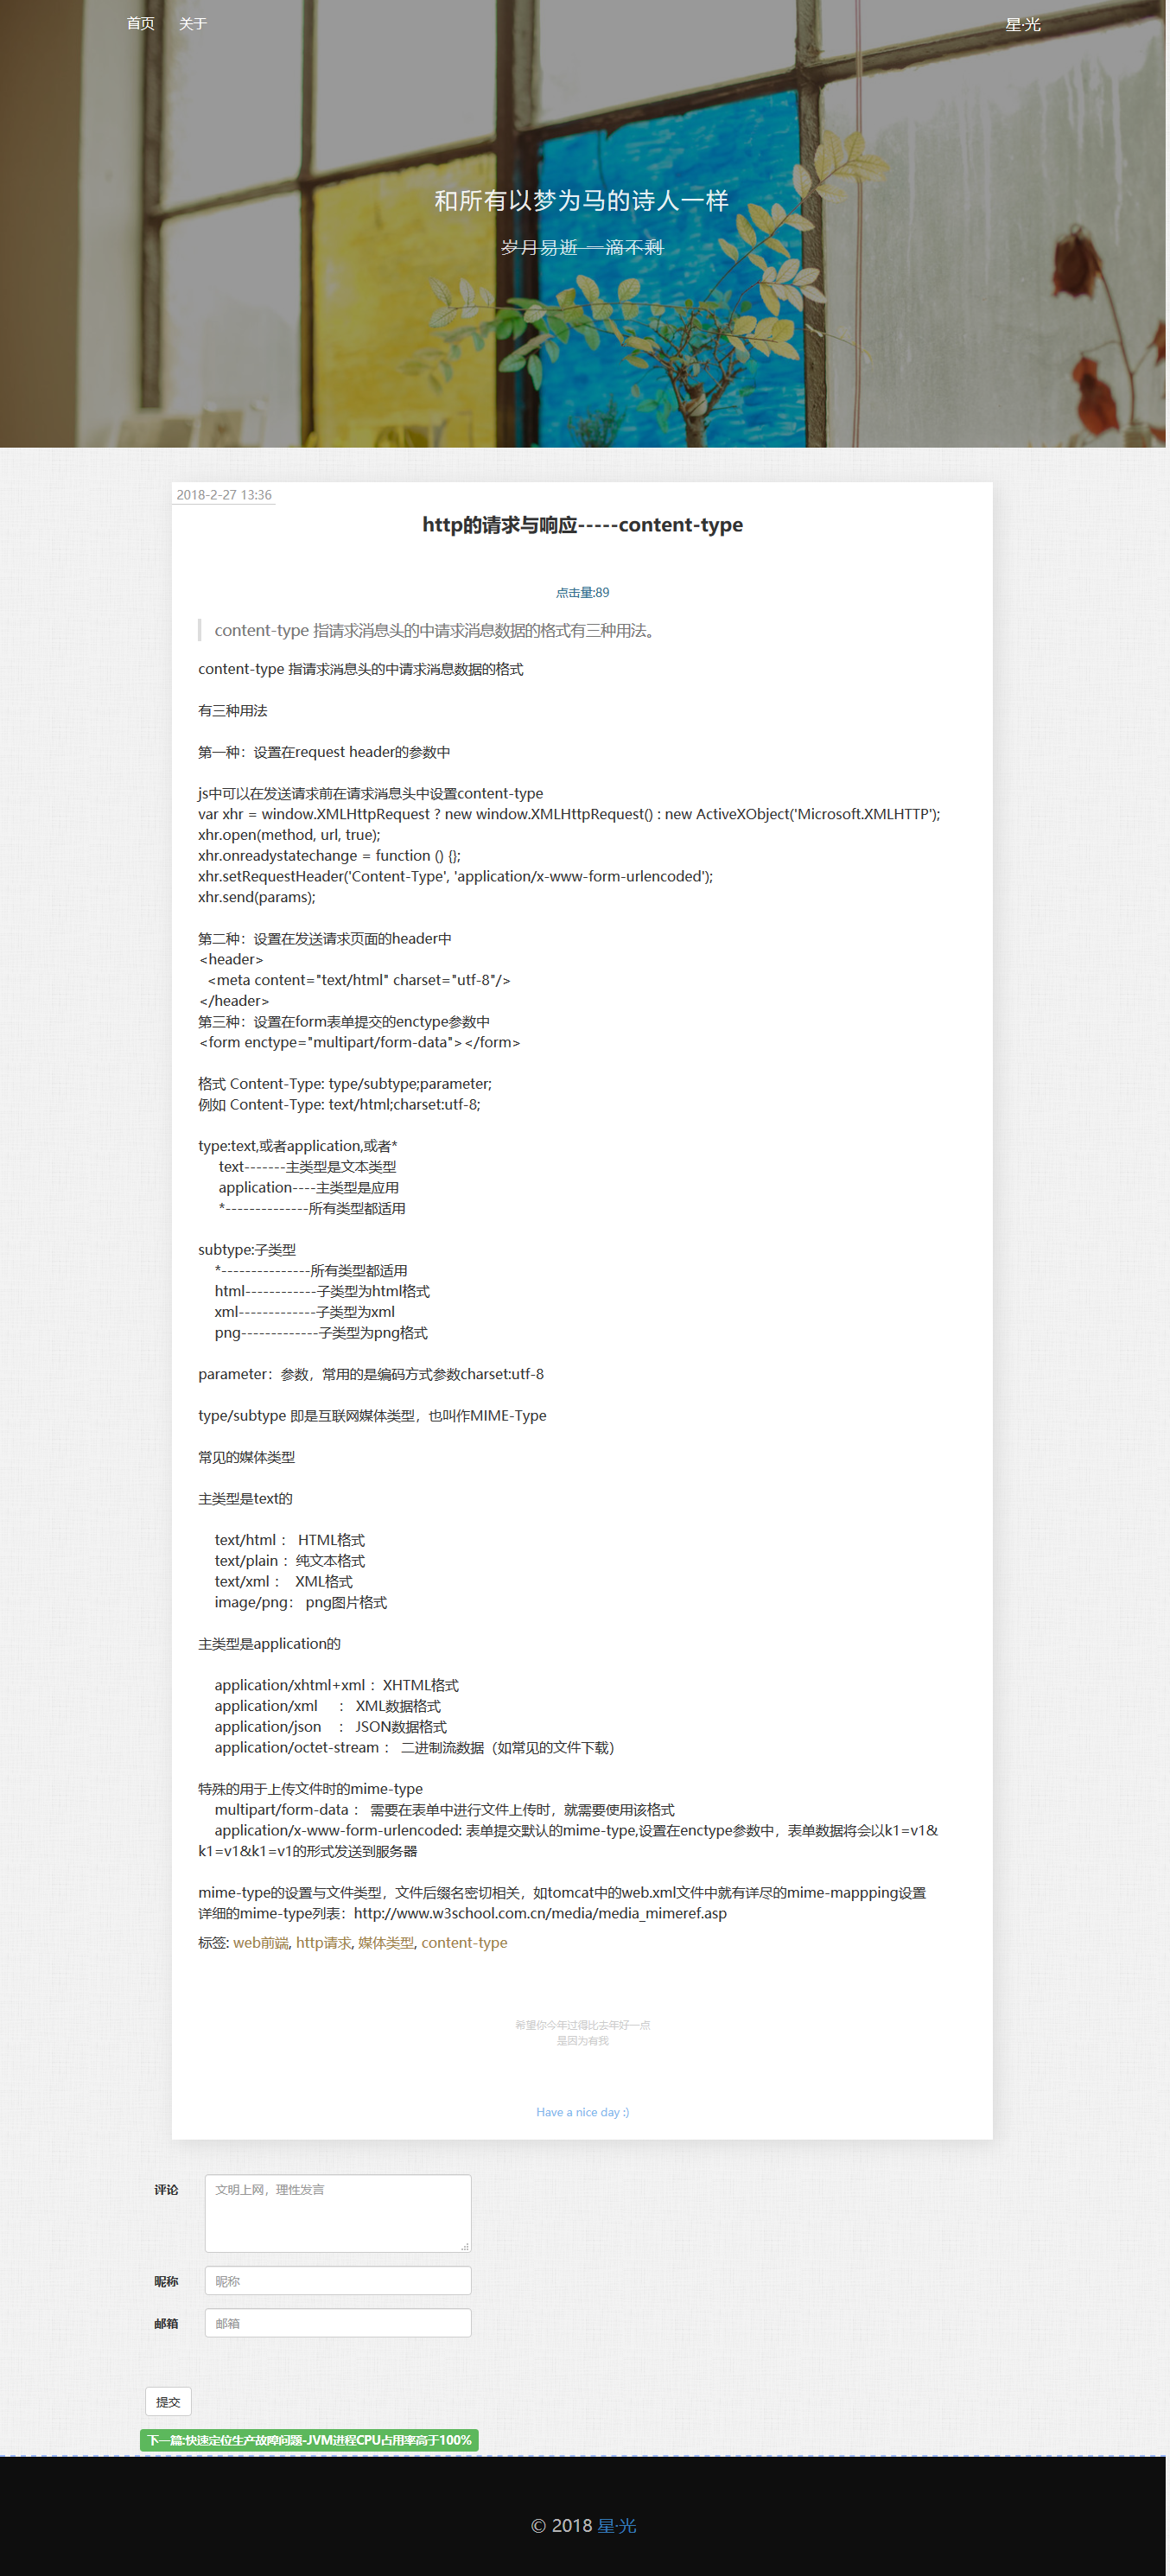 首页 关于 星·光
和所有以梦为马的诗人一样
岁月易逝 一滴不剩
2018-2-27 13:36
http的请求与响应-----content-type
点击量:89
content-type 指请求消息头的中请求消息数据的格式有三种用法。
content-type 指请求消息头的中请求消息数据的格式
有三种用法
第一种：设置在request header的参数中
js中可以在发送请求前在请求消息头中设置content-type
var xhr = window.XMLHttpRequest ? new window.XMLHttpRequest() : new ActiveXObject('Microsoft.XMLHTTP');
xhr.open(method, url, true);
xhr.onreadystatechange = function () {};
xhr.setRequestHeader('Content-Type', 'application/x-www-form-urlencoded');
xhr.send(params);
第二种：设置在发送请求页面的header中
<header>
<meta content="text/html" charset="utf-8"/>
</header>
第三种：设置在form表单提交的enctype参数中
<form enctype="multipart/form-data"></form>
格式 Content-Type: type/subtype;parameter;
例如 Content-Type: text/html;charset:utf-8;
type:text,或者application,或者*
text-------主类型是文本类型
application----主类型是应用
*--------------所有类型都适用
subtype:子类型
*---------------所有类型都适用
html------------子类型为html格式
xml-------------子类型为xml
png-------------子类型为png格式
parameter：参数，常用的是编码方式参数charset:utf-8
type/subtype 即是互联网媒体类型，也叫作MIME-Type
常见的媒体类型
主类型是text的
text/html ： HTML格式
text/plain ：纯文本格式
text/xml ： XML格式
image/png： png图片格式
主类型是application的
application/xhtml+xml ：XHTML格式
application/xml ： XML数据格式
application/json ： JSON数据格式
application/octet-stream ： 二进制流数据（如常见的文件下载）
特殊的用于上传文件时的mime-type
multipart/form-data ： 需要在表单中进行文件上传时，就需要使用该格式
application/x-www-form-urlencoded: 表单提交默认的mime-type,设置在enctype参数中，表单数据将会以k1=v1&
k1=v1&k1=v1的形式发送到服务器
mime-type的设置与文件类型，文件后缀名密切相关，如tomcat中的web.xml文件中就有详尽的mime-mappping设置
详细的mime-type列表：http://www.w3school.com.cn/media/media_mimeref.asp
标签: web前端, http请求, 媒体类型, content-type
希望你今年过得比去年好一点
是因为有我
Have a nice day :)
评论 文明上网，理性发言
昵称 昵称
邮箱 邮箱
提交
下一篇:快速定位生产故障问题-JVM进程CPU占用率高于100%
© 2018 星·光